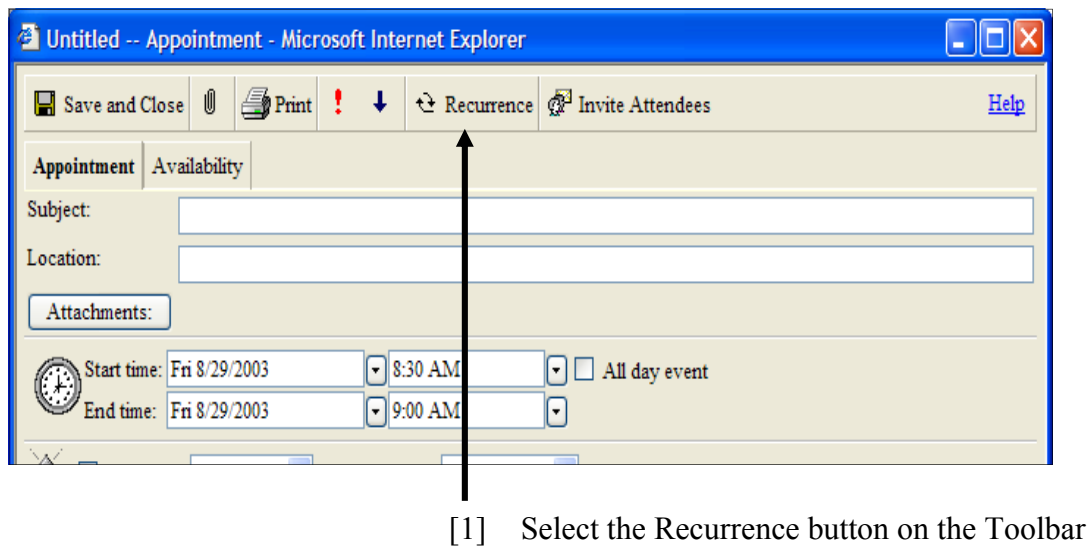 Untitled -- Appointment - Microsoft Internet Explorer
Save and Close Print ! Recurrence Invite Attendees Help
Appointment Availability
Subject:
Location:
Attachments:
Start time: Fri 8/29/2003 8:30 AM All day event
End time: Fri 8/29/2003 9:00 AM
[1] Select the Recurrence button on the Toolbar